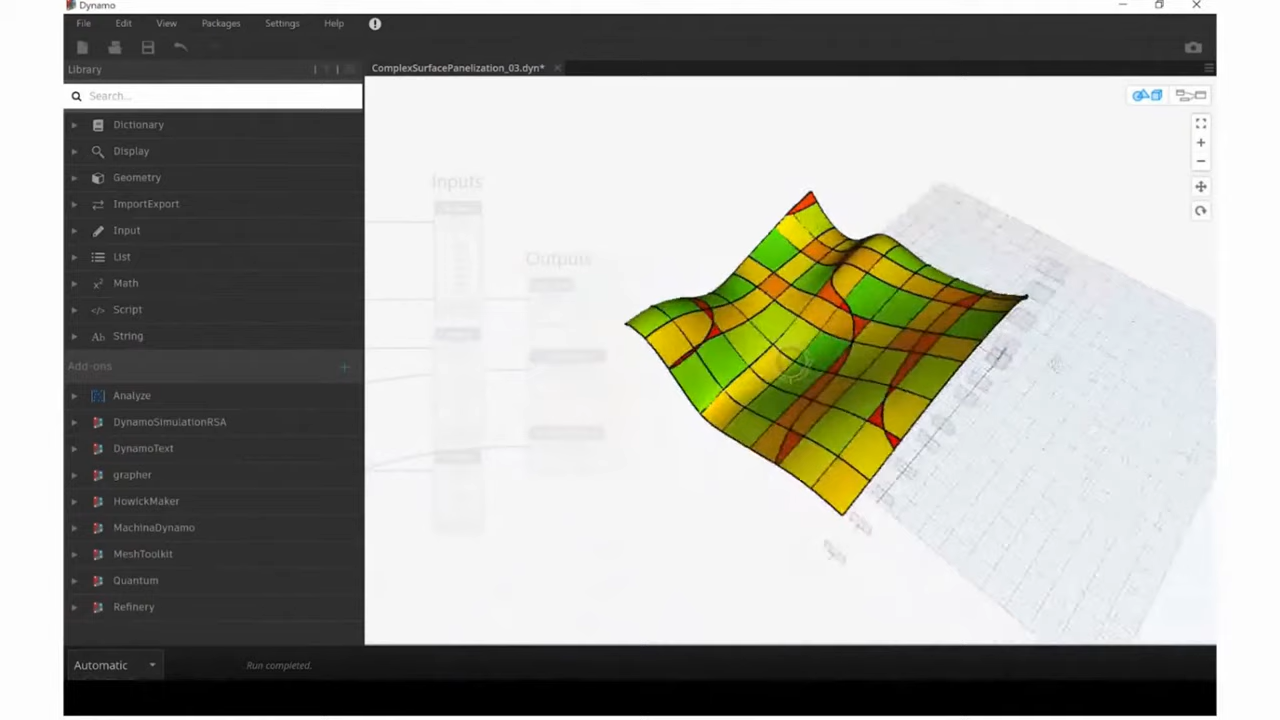 Dynamo
File Edit View Packages Settings Help
Library
ComplexSurfacePanelization_03.dyn*
Search...
Dictionary
Display
Geometry
ImportExport
Input
List
Math
Script
String
Add-ons
Analyze
DynamoSimulationRSA
DynamoText
grapher
HowickMaker
MachinaDynamo
MeshToolkit
Quantum
Refinery
Inputs
Outputs
Automatic
Run completed.